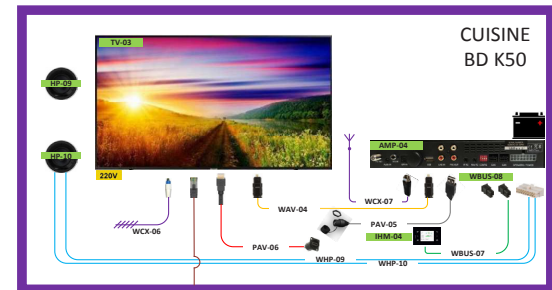 CUISINE
BD K50
TV-03
HP-09
HP-10
220V
AMP-04
WBUS-08
WCX-07
WAV-04
PAV-05
WCX-06
IHM-04
PAV-06
WBUS-07
WHP-09
WHP-10